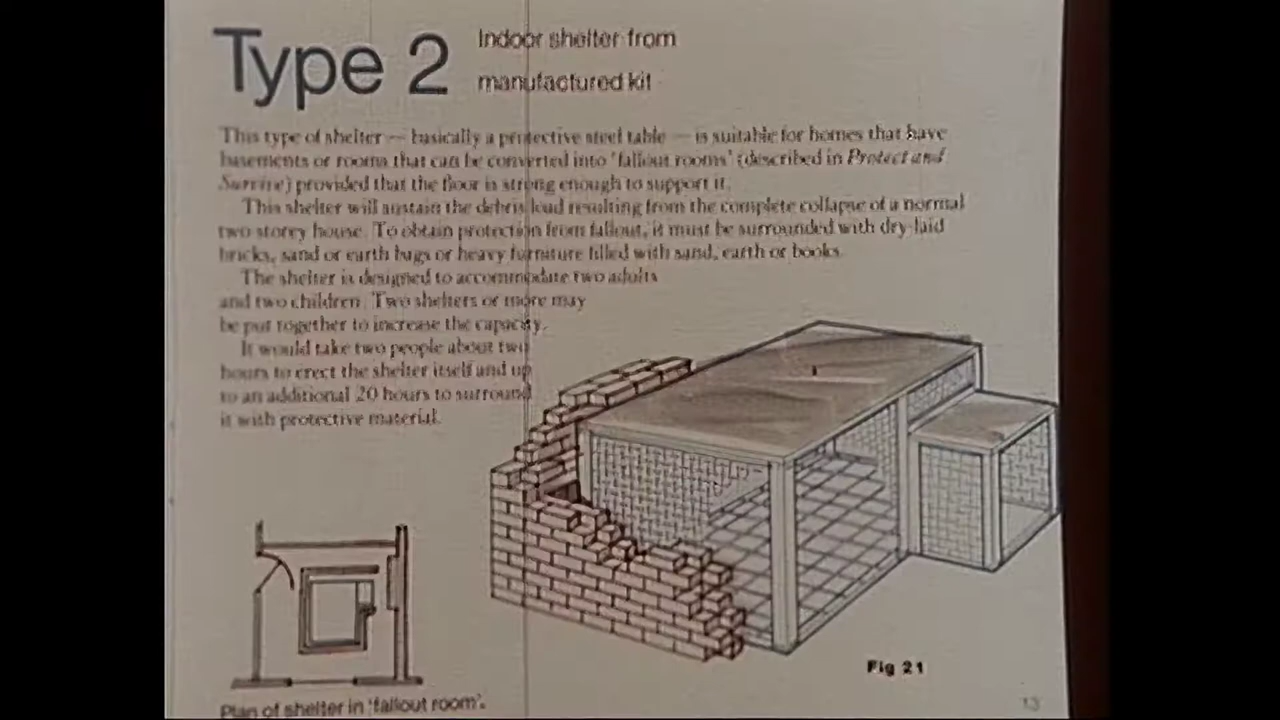 Type 2
Indoor shelter from
manufactured kit
This type of shelter — basically a protective steel table — is suitable for homes that have
basements or rooms that can be converted into 'fallout rooms' (described in Protect and
Survive) provided that the floor is strong enough to support it.
This shelter will sustain the debris load resulting from the complete collapse of a normal
two storey house. To obtain protection from fallout, it must be surrounded with dry-laid
bricks, sand or earth bags or heavy furniture filled with sand, earth or books.
The shelter is designed to accommodate two adults
and two children. Two shelters or more may
be put together to increase the capacity.
It would take two people about two
hours to erect the shelter itself and up
to an additional 20 hours to surround
it with protective material.
Fig 21
Plan of shelter in 'fallout room'.
13